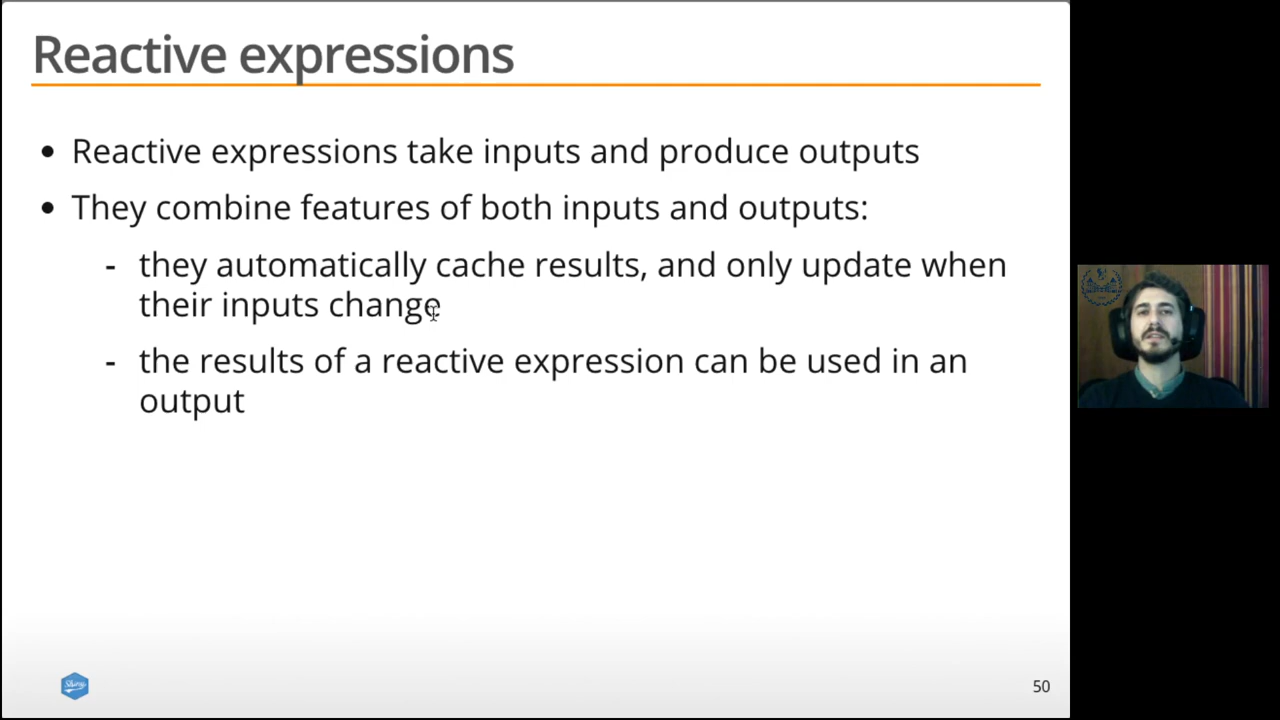 Reactive expressions
• Reactive expressions take inputs and produce outputs
• They combine features of both inputs and outputs:
- they automatically cache results, and only update when
their inputs change
- the results of a reactive expression can be used in an
output
Shiny
50